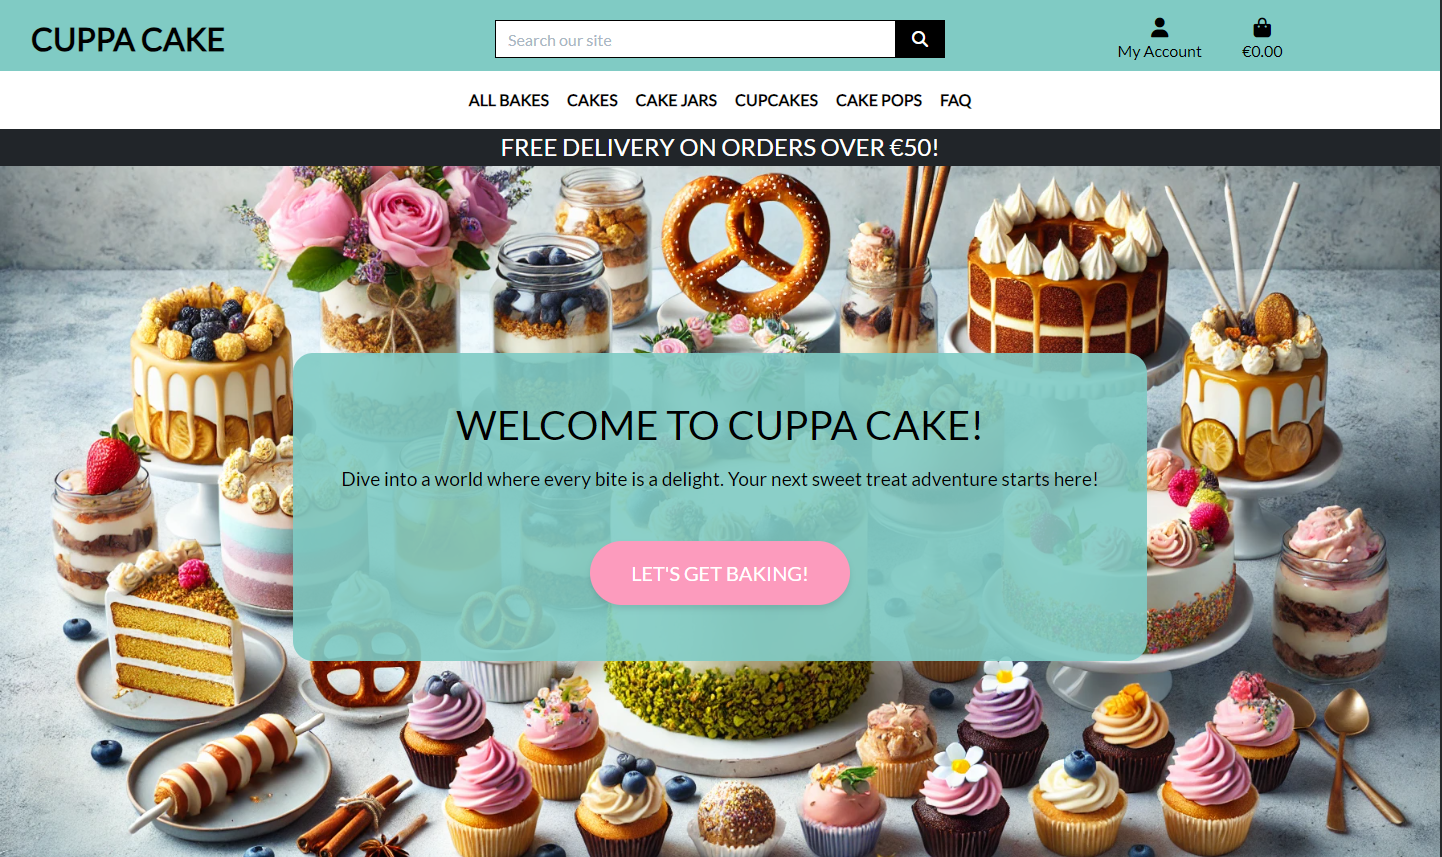 CUPPA CAKE
Search our site
My Account
€0.00
ALL BAKES CAKES CAKE JARS CUPCAKES CAKE POPS FAQ
FREE DELIVERY ON ORDERS OVER €50!
WELCOME TO CUPPA CAKE!
Dive into a world where every bite is a delight. Your next sweet treat adventure starts here!
LET'S GET BAKING!